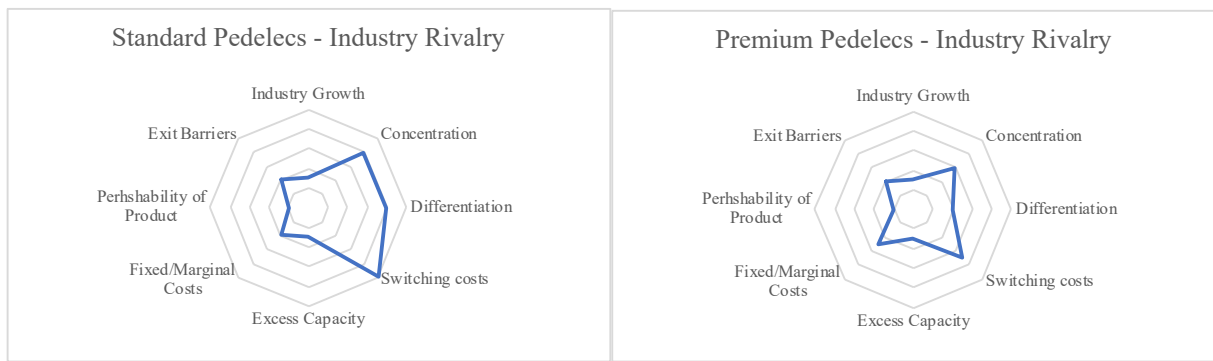 Standard Pedelecs - Industry Rivalry
Industry Growth
Exit Barriers
Concentration
Perhshability of
Product
Differentiation
Fixed/Marginal
Costs
Switching costs
Excess Capacity
Premium Pedelecs - Industry Rivalry
Industry Growth
Exit Barriers
Concentration
Perhshability of
Product
Differentiation
Fixed/Marginal
Costs
Switching costs
Excess Capacity